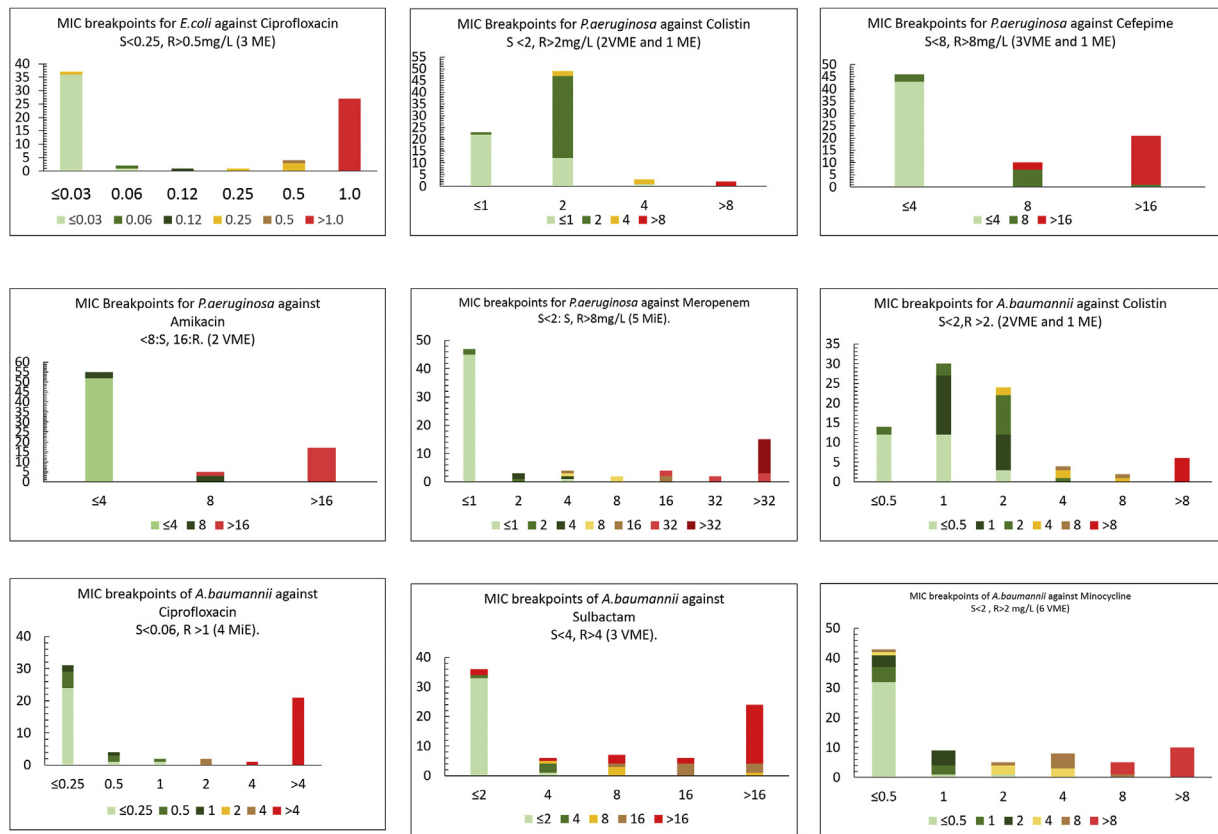 MIC Breakpoints for E.coli against Ciprofloxacin
S<0.25, R>0.5mg/L (3 ME)
40
35
30
25
20
15
10
5
0
≤0.03 0.06 0.12 0.25 0.5 1.0
≤0.03 0.06 0.12 0.25 0.5 >1.0
MIC Breakpoints for P.aeruginosa against Colistin
S <2, R>2mg/L (2VME and 1 ME)
55
50
45
40
35
30
25
20
15
10
5
0
≤1 2 4 >8
≤1 2 4 >8
MIC Breakpoints for P.aeruginosa against Cefepime
S<8, R>8mg/L (3VME and 1 ME)
50
40
30
20
10
0
≤4 8 >16
≤4 8 >16
MIC Breakpoints for P.aeruginosa against
Amikacin
<8:S, 16:R. (2 VME)
60
55
50
45
40
35
30
25
20
15
10
5
0
≤4 8 >16
≤4 8 >16
MIC breakpoints for P.aeruginosa against Meropenem
S<2: S, R>8mg/L (5 MiE).
50
40
30
20
10
0
≤1 2 4 8 16 32 >32
≤1 2 4 8 16 32 >32
MIC breakpoints for A.baumannii against Colistin
S<2,R >2. (2VME and 1 ME)
35
30
25
20
15
10
5
0
≤0.5 1 2 4 8 >8
≤0.5 1 2 4 8 >8
MIC breakpoints of A.baumannii against
Ciprofloxacin
S<0.06, R >1 (4 MiE).
40
30
20
10
0
≤0.25 0.5 1 2 4 >4
≤0.25 0.5 1 2 4 >4
MIC breakpoints of A.baumannii against
Sulbactam
S<4, R>4 (3 VME).
40
30
20
10
0
≤2 4 8 16 >16
≤2 4 8 16 >16
MIC breakpoints of A.baumannii against Minocycline
S<2 , R>2 mg/L (6 VME)
50
40
30
20
10
0
≤0.5 1 2 4 8 >8
≤0.5 1 2 4 8 >8